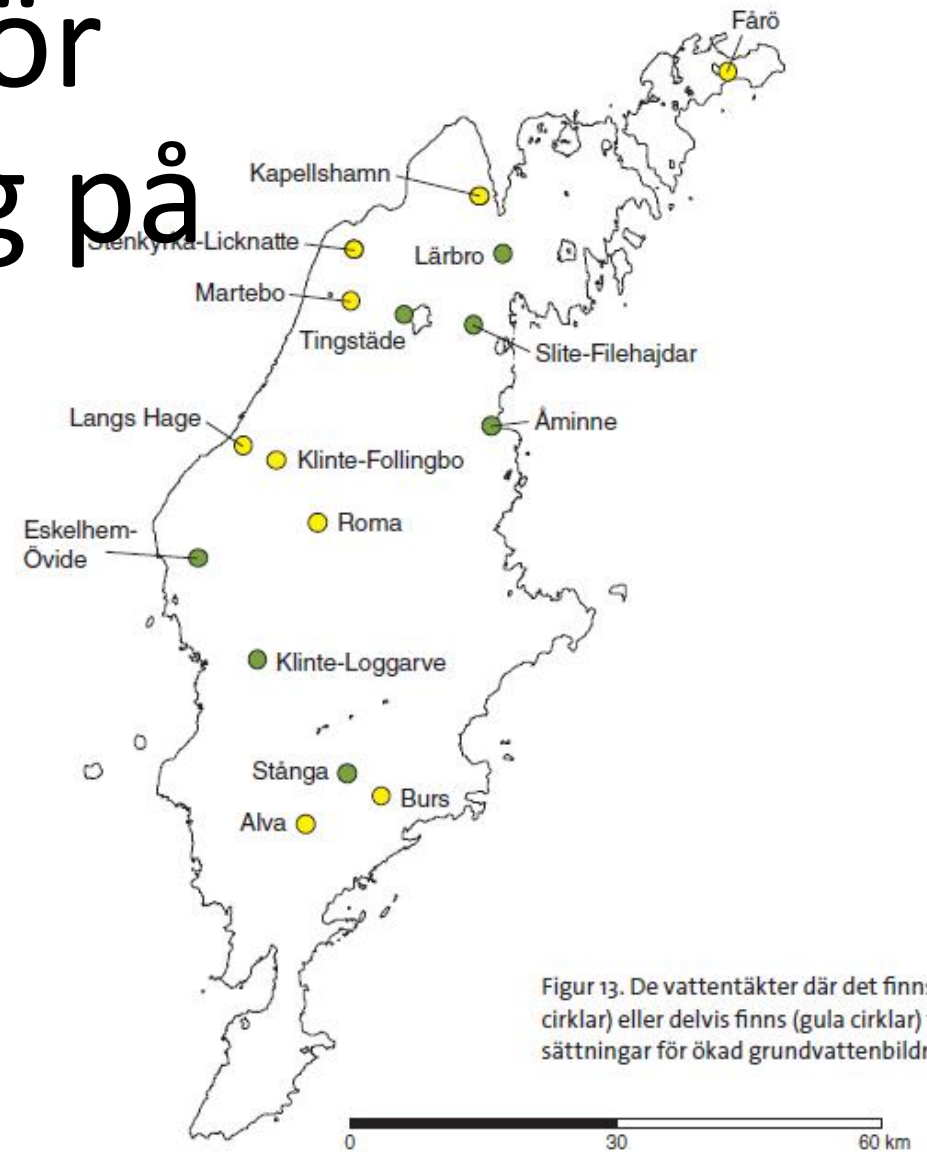 ör
g på
Fårö
Kapellshamn
Stenkyrka-Licknatte
Lärbro
Martebo
Tingstäde
Slite-Filehajdar
Langs Hage
Åminne
Klinte-Follingbo
Roma
Eskelhem-
Övide
Klinte-Loggarve
Stånga
Burs
Alva
Figur 13. De vattentäkter där det finns
cirklar) eller delvis finns (gula cirklar)
sättningar för ökad grundvattenbildn
0 30 60 km